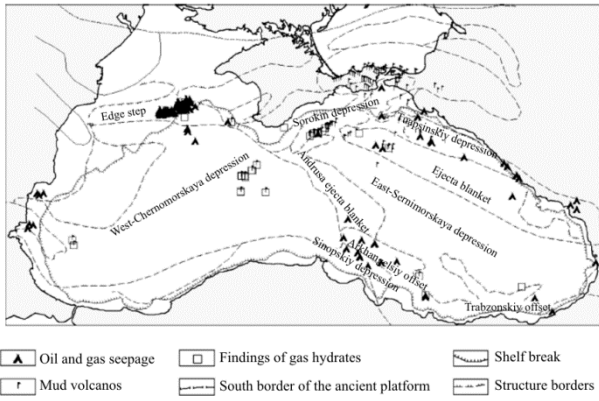 Edge step
Sorokin depression
Tuapsinskiy depression
West-Chernomorskaya depression
Andrusa ejecta blanket
Ejecta blanket
East-Sernimorskaya depression
Arkhangelsiy offset
Sinopskiy depression
Trabzonskiy offset
Oil and gas seepage
Findings of gas hydrates
Shelf break
Mud volcanos
South border of the ancient platform
Structure borders